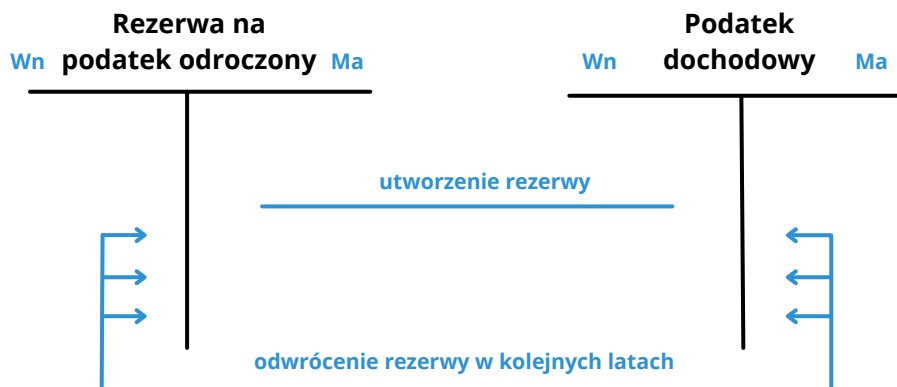 Rezerwa na
podatek odroczony
Wn
Ma
Podatek
dochodowy
Wn
Ma
utworzenie rezerwy
odwrócenie rezerwy w kolejnych latach